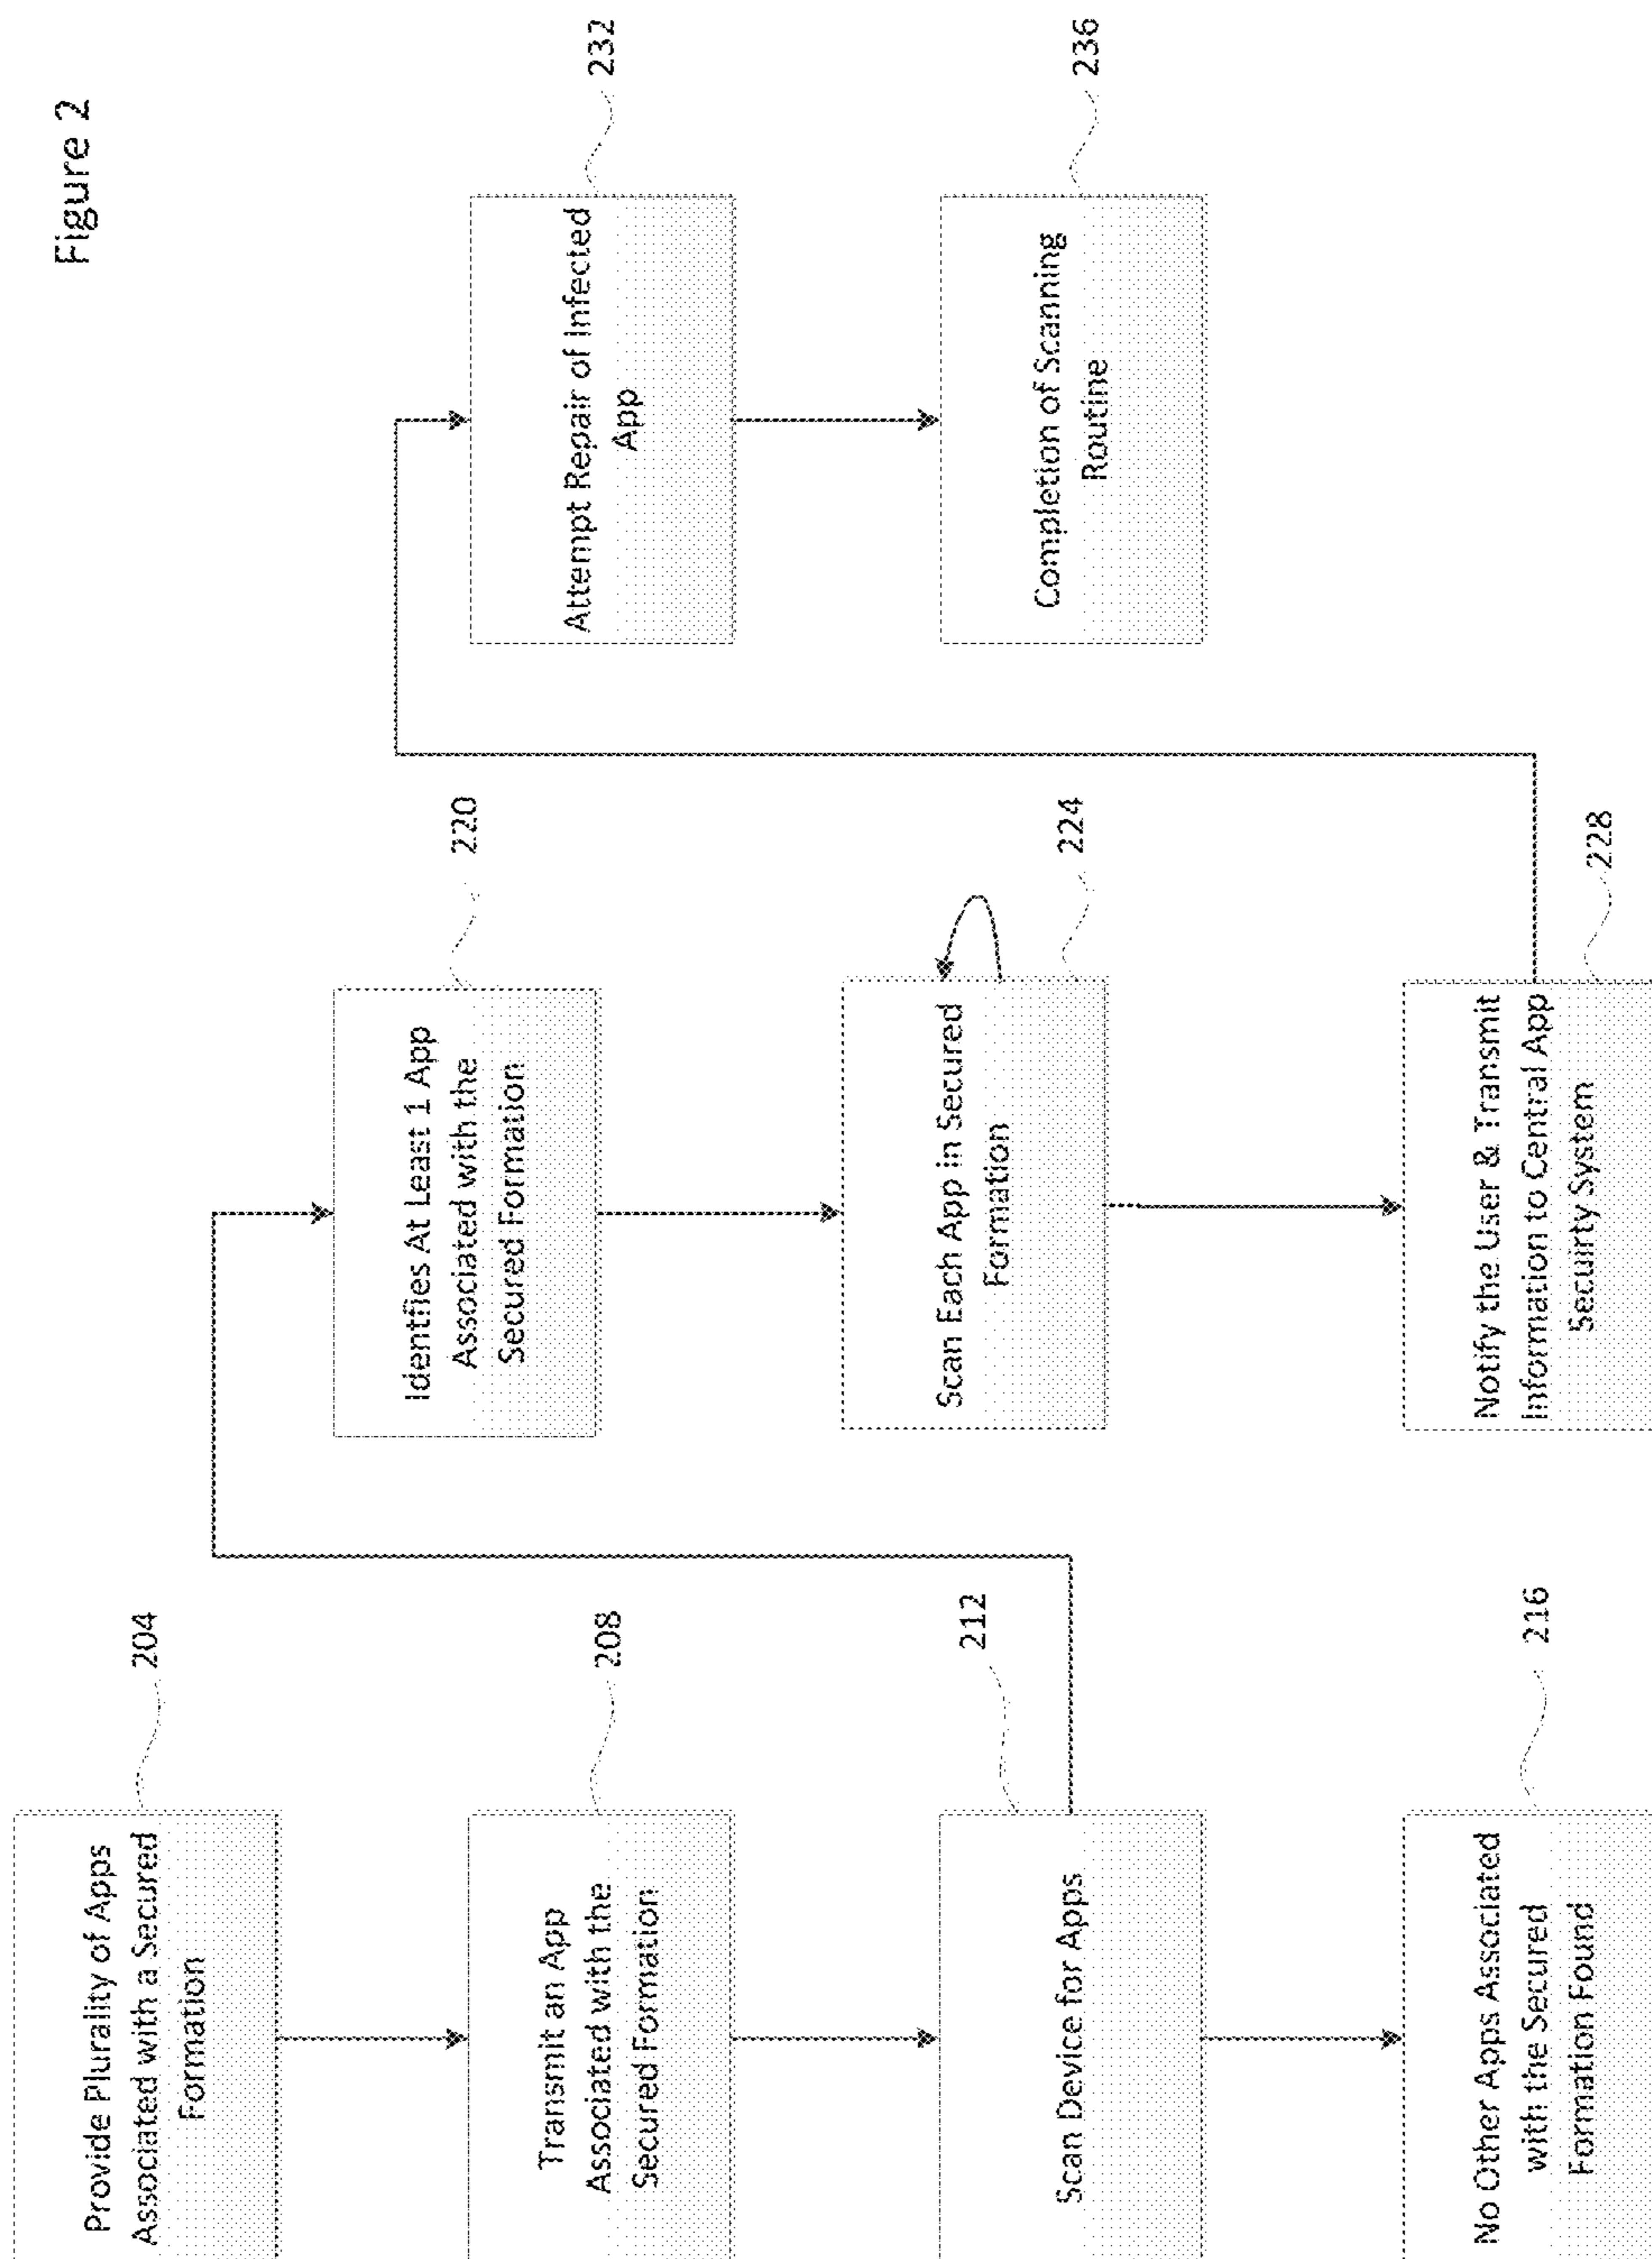 Figure 2
Provide Plurality of Apps
Associated with a Secured
Formation
204
Transmit an App
Associated with the
Secured Formation
208
Scan Device for Apps
212
No Other Apps Associated
with the Secured
Formation Found
216
Identfies At Least 1 App
Associated with the
Secured Formation
220
Scan Each App in Secured
Formation
224
Notify the User & Transmit
Information to Central App
Secuirty System
228
Attempt Repair of Infected
App
232
Completion of Scanning
Routine
236